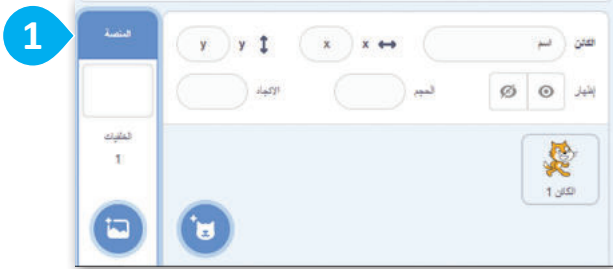 1
المنصة
الكائن اسم x x y y
إظهار الحجم الاتجاه
الخلفيات
1
الكائن 1